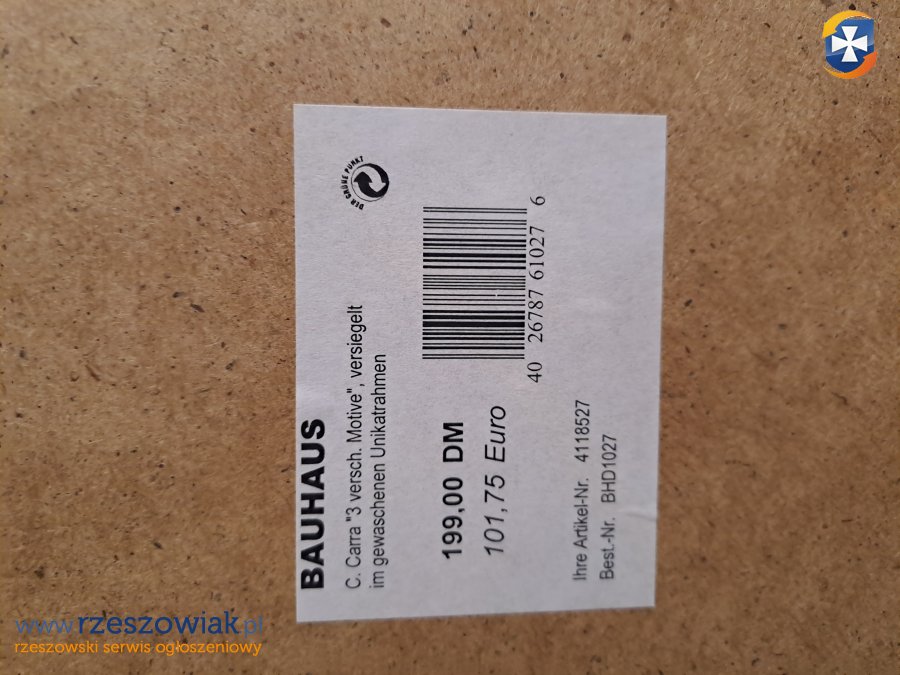 BAUHAUS
C. Carra "3 versch. Motive", versiegelt
im gewaschenen Unikatrahmen
DER GRÜNE PUNKT
199,00 DM
101,75 Euro
40 26787 61027 6
Ihre Artikel-Nr. 4118527
Best.-Nr. BHD1027
www.rzeszowiak.pl
rzeszowski serwis ogłoszeniowy